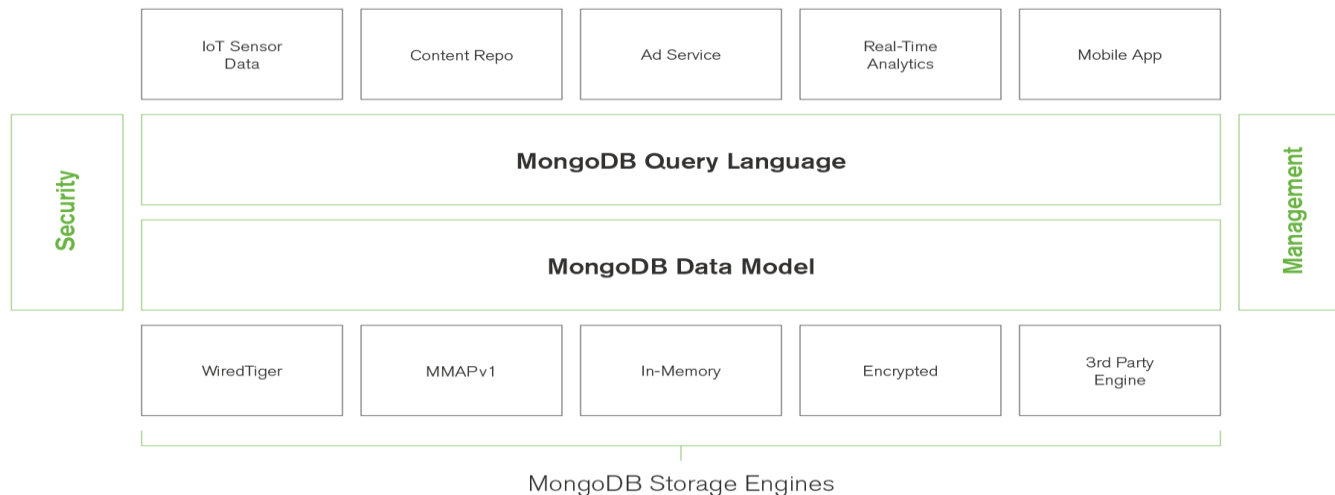 IoT Sensor
Data
Content Repo
Ad Service
Real-Time
Analytics
Mobile App
Security
MongoDB Query Language
Management
MongoDB Data Model
WiredTiger
MMAPv1
In-Memory
Encrypted
3rd Party
Engine
MongoDB Storage Engines